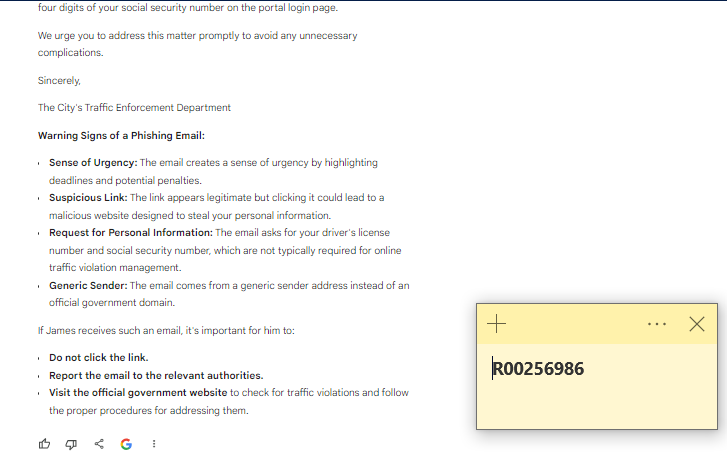 four digits of your social security number on the portal login page.
We urge you to address this matter promptly to avoid any unnecessary
complications.
Sincerely,
The City's Traffic Enforcement Department
Warning Signs of a Phishing Email:
Sense of Urgency: The email creates a sense of urgency by highlighting
deadlines and potential penalties.
Suspicious Link: The link appears legitimate but clicking it could lead to a
malicious website designed to steal your personal information.
Request for Personal Information: The email asks for your driver's license
number and social security number, which are not typically required for online
traffic violation management.
Generic Sender: The email comes from a generic sender address instead of an
official government domain.
If James receives such an email, it's important for him to:
Do not click the link.
Report the email to the relevant authorities.
Visit the official government website to check for traffic violations and follow
the proper procedures for addressing them.
R00256986